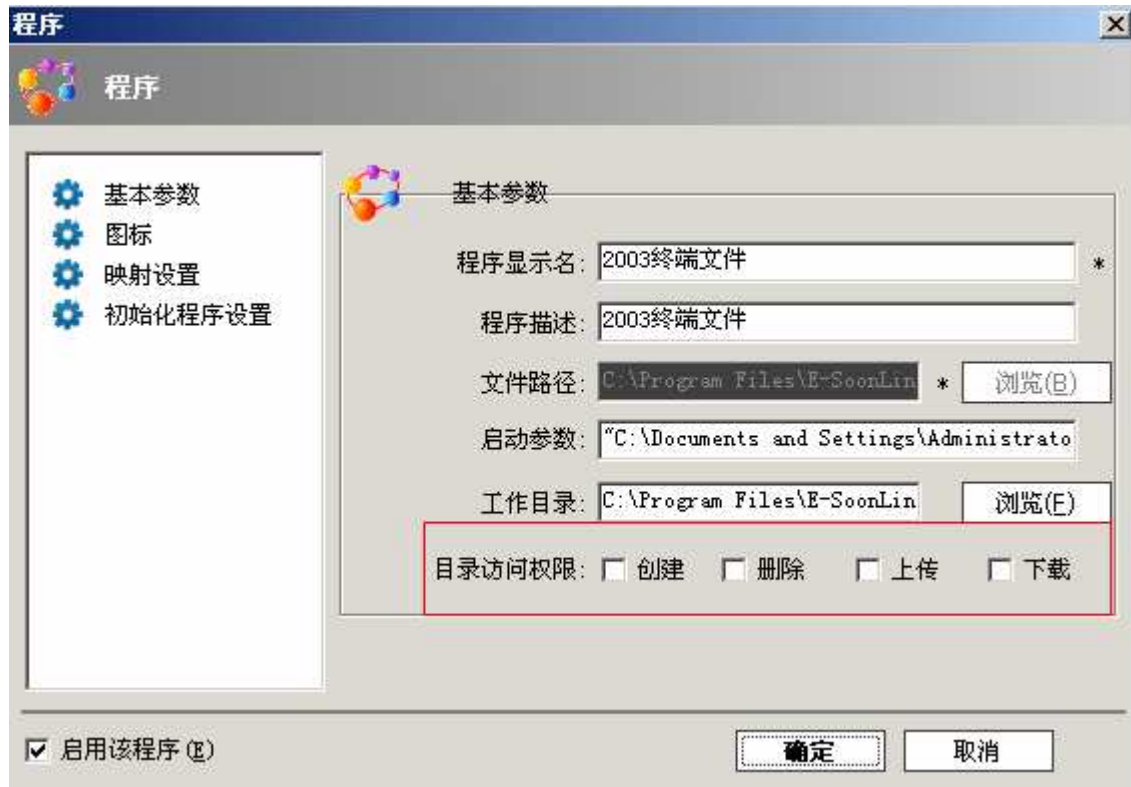 程序
程序
基本参数
图标
映射设置
初始化程序设置
基本参数
程序显示名: 2003终端文件 *
程序描述: 2003终端文件
文件路径: C:\Program Files\E-SoonLin * 浏览(B)
启动参数: "C:\Documents and Settings\Administrato
工作目录: C:\Program Files\E-SoonLin 浏览(F)
目录访问权限: 创建 删除 上传 下载
启用该程序(E) 确定 取消